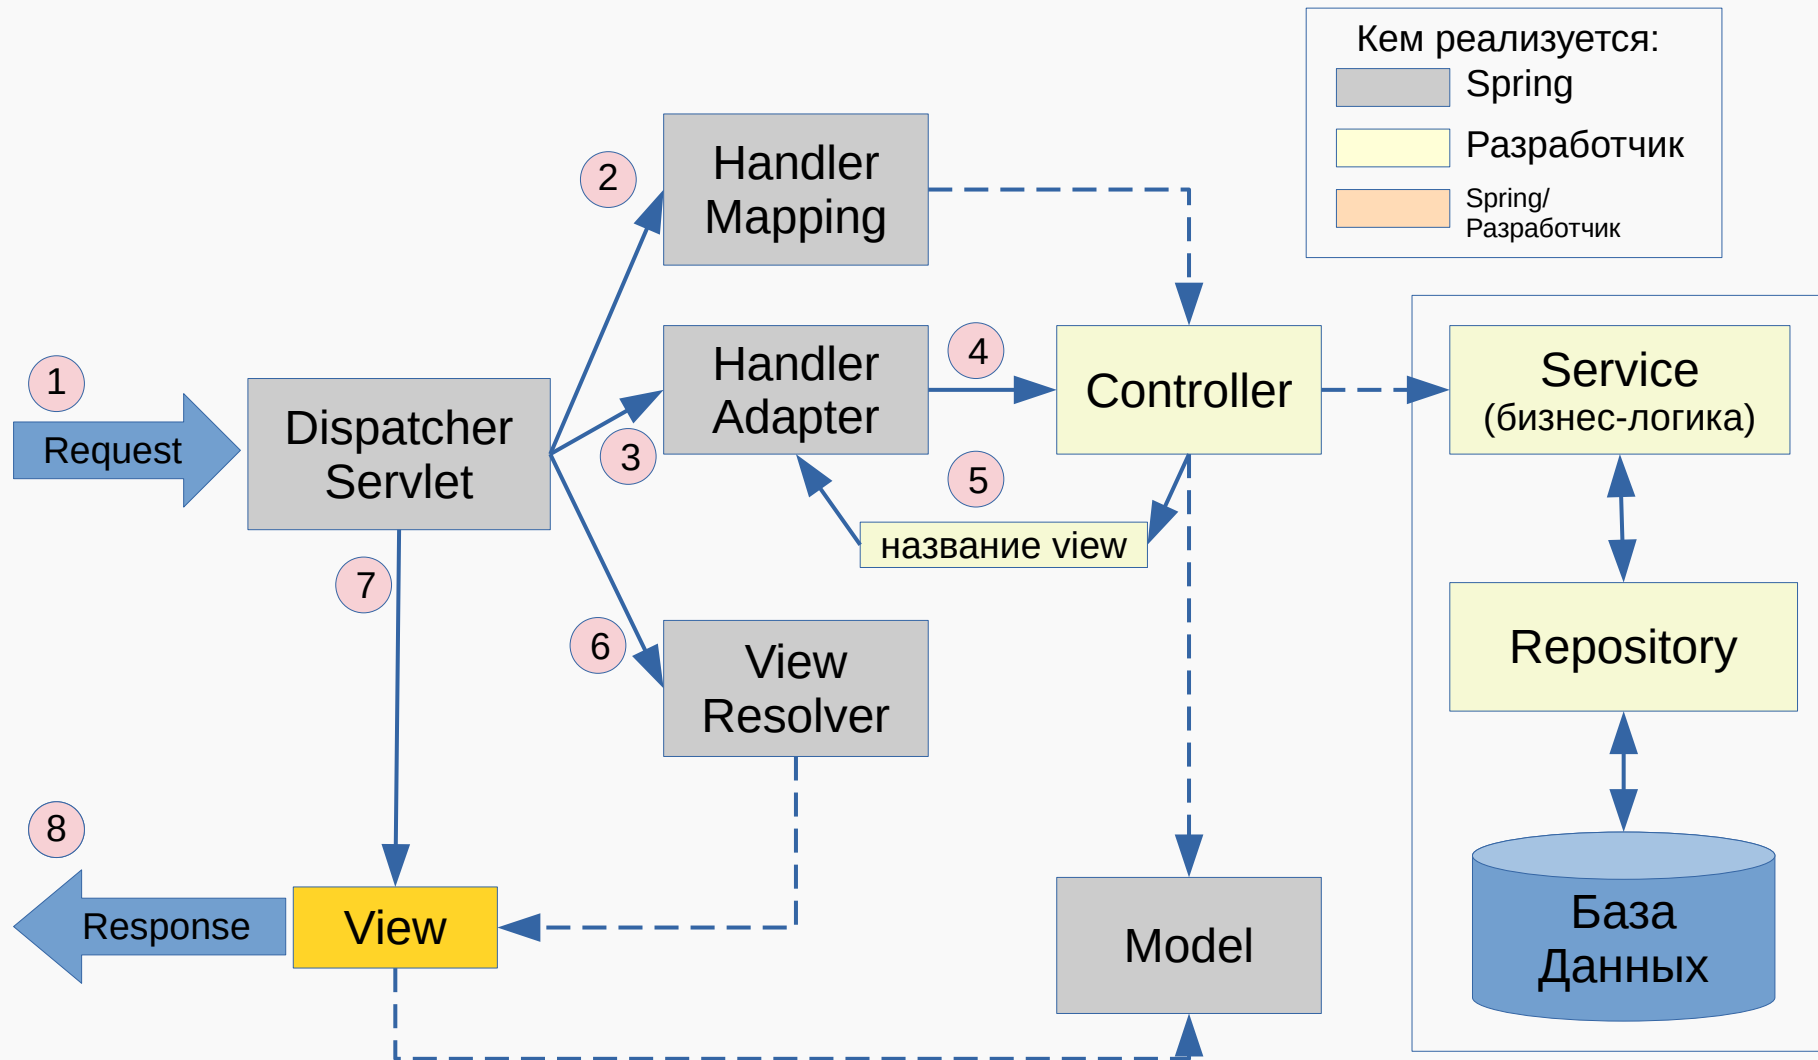 Кем реализуется:
Spring
Разработчик
Spring/
Разработчик
2
Handler
Mapping
1
Request
Dispatcher
Servlet
3
Handler
Adapter
4
Controller
Service
(бизнес-логика)
5
название view
7
6
View
Resolver
Repository
8
Response
View
Model
База
Данных